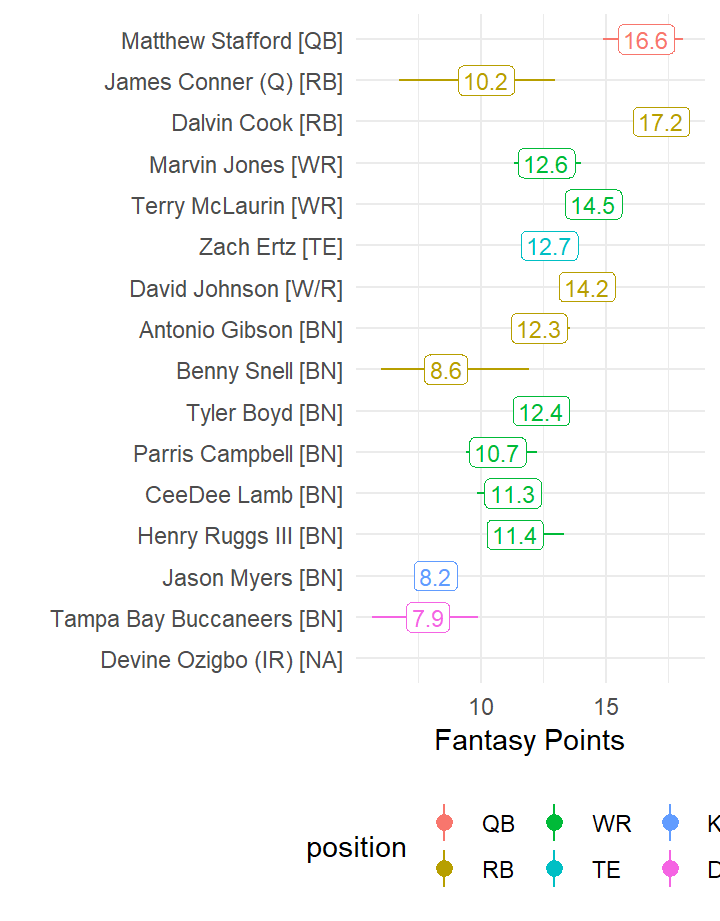 Matthew Stafford [QB] 16.6
James Conner (Q) [RB] 10.2
Dalvin Cook [RB] 17.2
Marvin Jones [WR] 12.6
Terry McLaurin [WR] 14.5
Zach Ertz [TE] 12.7
David Johnson [W/R] 14.2
Antonio Gibson [BN] 12.3
Benny Snell [BN] 8.6
Tyler Boyd [BN] 12.4
Parris Campbell [BN] 10.7
CeeDee Lamb [BN] 11.3
Henry Ruggs III [BN] 11.4
Jason Myers [BN] 8.2
Tampa Bay Buccaneers [BN] 7.9
Devine Ozigbo (IR) [NA]
10 15
Fantasy Points
position
QB WR K
RB TE D